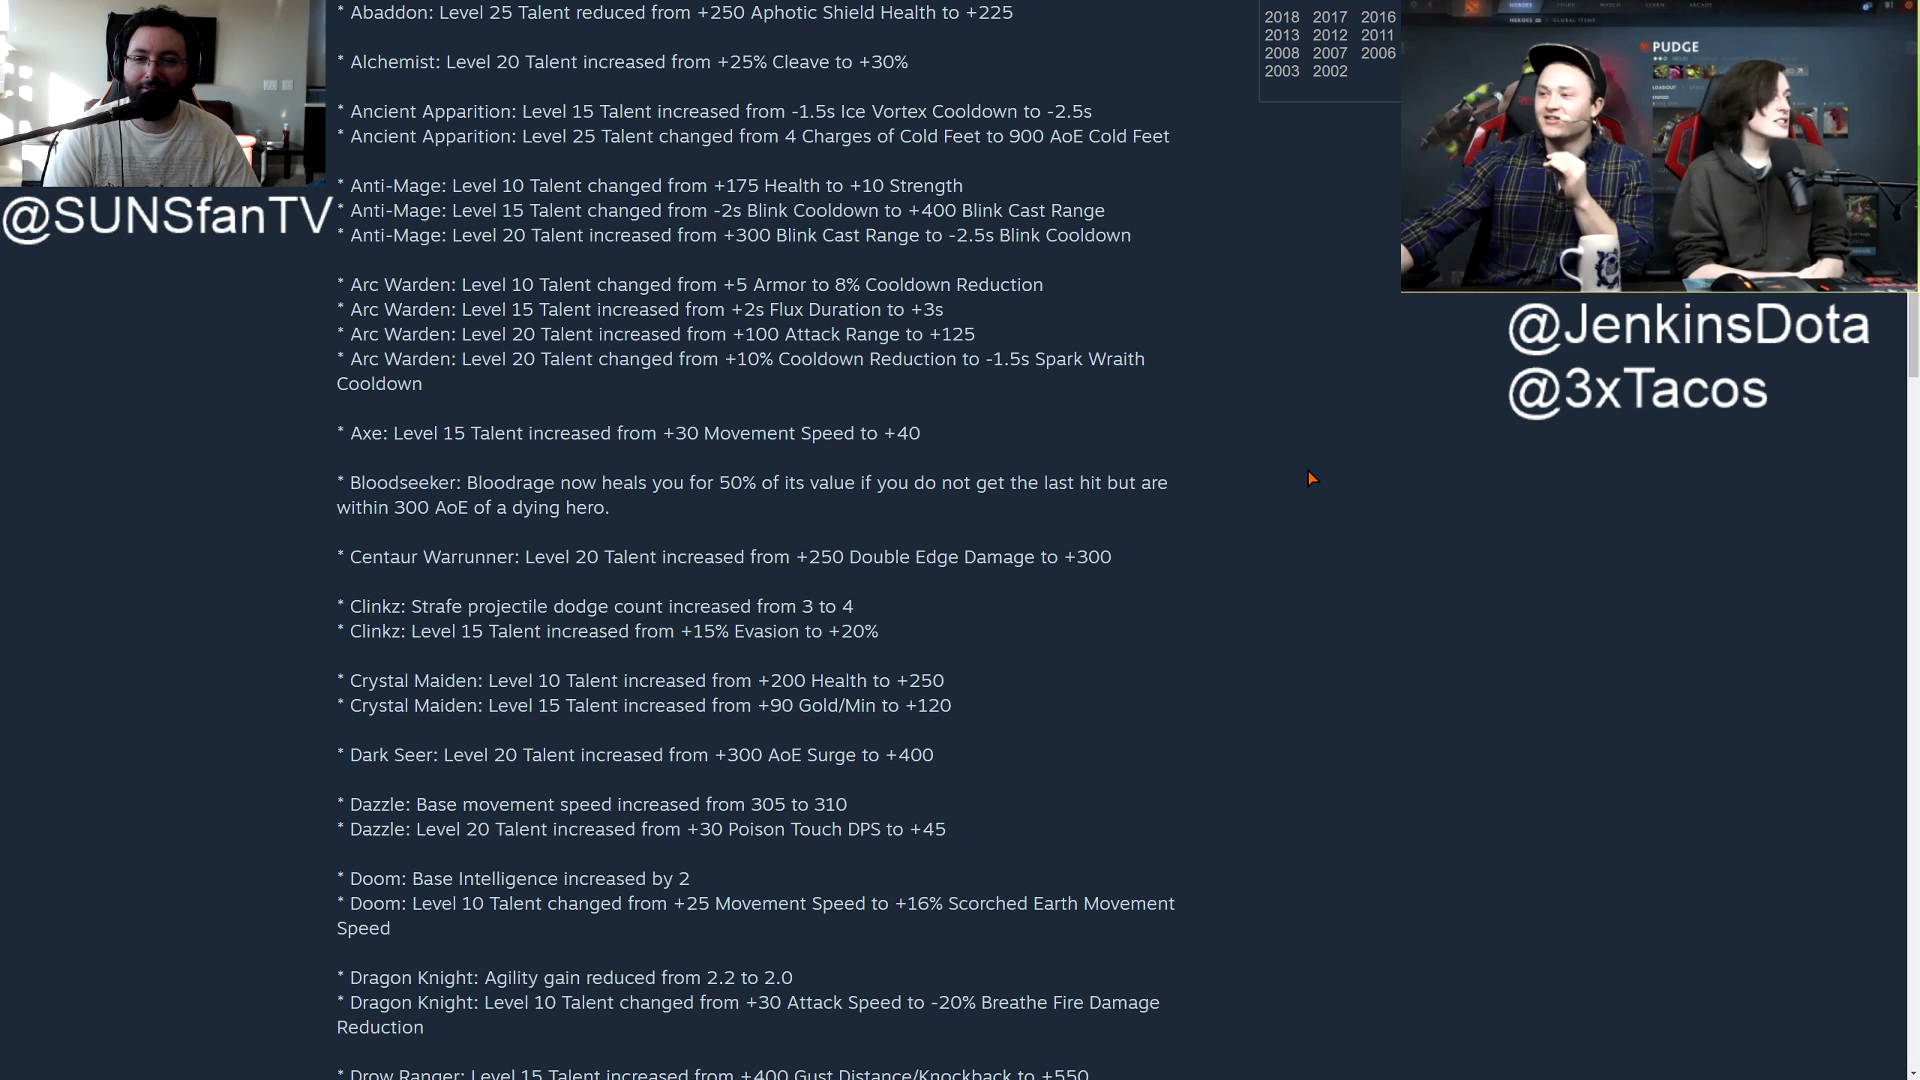 * Abaddon: Level 25 Talent reduced from +250 Aphotic Shield Health to +225
* Alchemist: Level 20 Talent increased from +25% Cleave to +30%
* Ancient Apparition: Level 15 Talent increased from -1.5s Ice Vortex Cooldown to -2.5s
* Ancient Apparition: Level 25 Talent changed from 4 Charges of Cold Feet to 900 AoE Cold Feet
* Anti-Mage: Level 10 Talent changed from +175 Health to +10 Strength
* Anti-Mage: Level 15 Talent changed from -2s Blink Cooldown to +400 Blink Cast Range
* Anti-Mage: Level 20 Talent increased from +300 Blink Cast Range to -2.5s Blink Cooldown
* Arc Warden: Level 10 Talent changed from +5 Armor to 8% Cooldown Reduction
* Arc Warden: Level 15 Talent increased from +2s Flux Duration to +3s
* Arc Warden: Level 20 Talent increased from +100 Attack Range to +125
* Arc Warden: Level 20 Talent changed from +10% Cooldown Reduction to -1.5s Spark Wraith
Cooldown
* Axe: Level 15 Talent increased from +30 Movement Speed to +40
* Bloodseeker: Bloodrage now heals you for 50% of its value if you do not get the last hit but are
within 300 AoE of a dying hero.
* Centaur Warrunner: Level 20 Talent increased from +250 Double Edge Damage to +300
* Clinkz: Strafe projectile dodge count increased from 3 to 4
* Clinkz: Level 15 Talent increased from +15% Evasion to +20%
* Crystal Maiden: Level 10 Talent increased from +200 Health to +250
* Crystal Maiden: Level 15 Talent increased from +90 Gold/Min to +120
* Dark Seer: Level 20 Talent increased from +300 AoE Surge to +400
* Dazzle: Base movement speed increased from 305 to 310
* Dazzle: Level 20 Talent increased from +30 Poison Touch DPS to +45
* Doom: Base Intelligence increased by 2
* Doom: Level 10 Talent changed from +25 Movement Speed to +16% Scorched Earth Movement
Speed
* Dragon Knight: Agility gain reduced from 2.2 to 2.0
* Dragon Knight: Level 10 Talent changed from +30 Attack Speed to -20% Breathe Fire Damage
Reduction
* Drow Ranger: Level 15 Talent increased from +400 Gust Distance/Knockback to +550
@SUNSfanTV
2018 2017 2016
2013 2012 2011
2008 2007 2006
2003 2002
HEROES
GLOBAL ITEMS
PUDGE
@JenkinsDota
@3xTacos